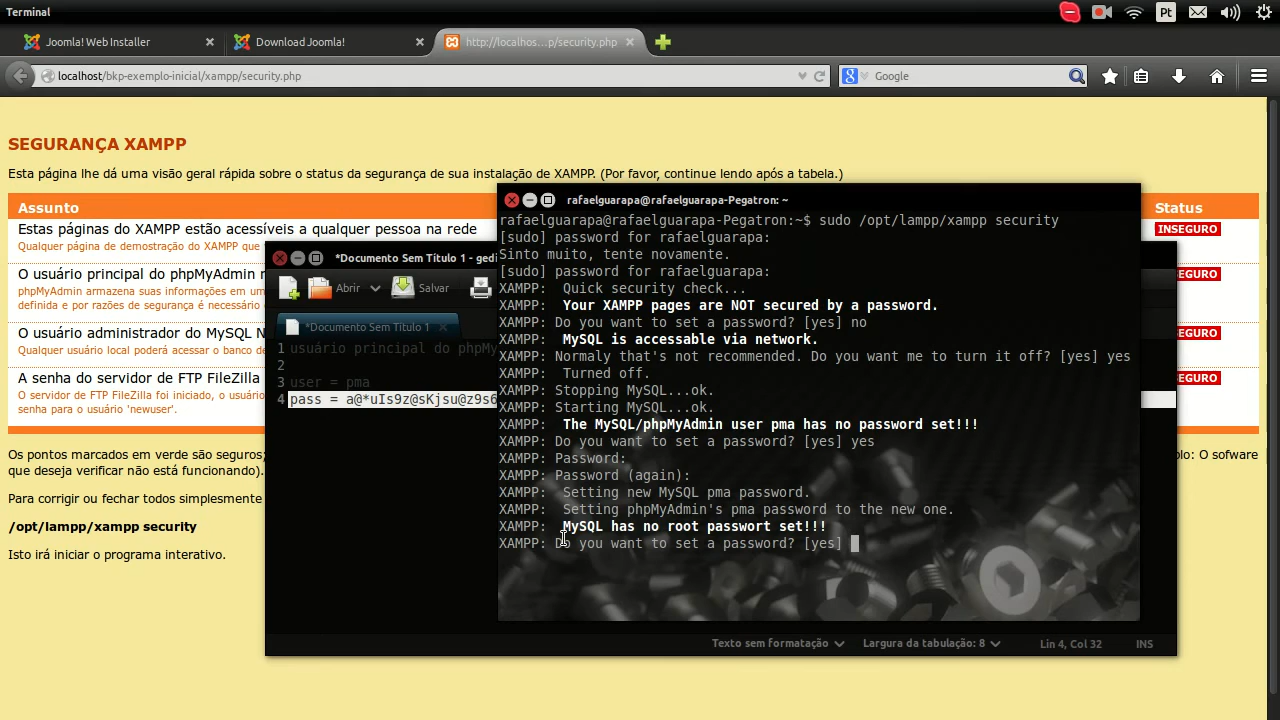 Terminal
Pt
Joomla! Web Installer
Download Joomla!
http://localhos...p/security.php
localhost/bkp-exemplo-inicial/xampp/security.php
Google
SEGURANÇA XAMPP
Esta página lhe dá uma visão geral rápida sobre o status da segurança de sua instalação de XAMPP. (Por favor, continue lendo após a tabela.)
Assunto
Status
Estas páginas do XAMPP estão acessíveis a qualquer pessoa na rede
INSEGURO
Qualquer página de demostração do XAMPP que
O usuário principal do phpMyAdmin
EGURO
phpMyAdmin armazena suas informações em um
definida e por razões de segurança é necessário
O usuário administrador do MySQL N
EGURO
Qualquer usuário local poderá acessar o banco de
A senha do servidor de FTP FileZilla
EGURO
O servidor de FTP FileZilla foi iniciado, o usuário
senha para o usuário 'newuser'.
Os pontos marcados em verde são seguros;
plo: O sofware
que deseja verificar não está funcionando).
Para corrigir ou fechar todos simplesmente
/opt/lampp/xampp security
Isto irá iniciar o programa interativo.
*Documento Sem Título 1 - gedi
Abrir
Salvar
*Documento Sem Título 1
1 usuário principal do phpMy
2
3 user = pma
4 pass = a@*uIs9z@sKjsu@z9s6
Texto sem formatação
Largura da tabulação: 8
Lin 4, Col 32
INS
rafaelguarapa@rafaelguarapa-Pegatron: ~
rafaelguarapa@rafaelguarapa-Pegatron:~$ sudo /opt/lampp/xampp security
[sudo] password for rafaelguarapa:
Sinto muito, tente novamente.
[sudo] password for rafaelguarapa:
XAMPP:  Quick security check...
XAMPP:  Your XAMPP pages are NOT secured by a password.
XAMPP: Do you want to set a password? [yes] no
XAMPP:  MySQL is accessable via network.
XAMPP: Normaly that's not recommended. Do you want me to turn it off? [yes] yes
XAMPP:  Turned off.
XAMPP: Stopping MySQL...ok.
XAMPP: Starting MySQL...ok.
XAMPP:  The MySQL/phpMyAdmin user pma has no password set!!!
XAMPP: Do you want to set a password? [yes] yes
XAMPP: Password:
XAMPP: Password (again):
XAMPP:  Setting new MySQL pma password.
XAMPP:  Setting phpMyAdmin's pma password to the new one.
XAMPP:  MySQL has no root passwort set!!!
XAMPP: Do you want to set a password? [yes]